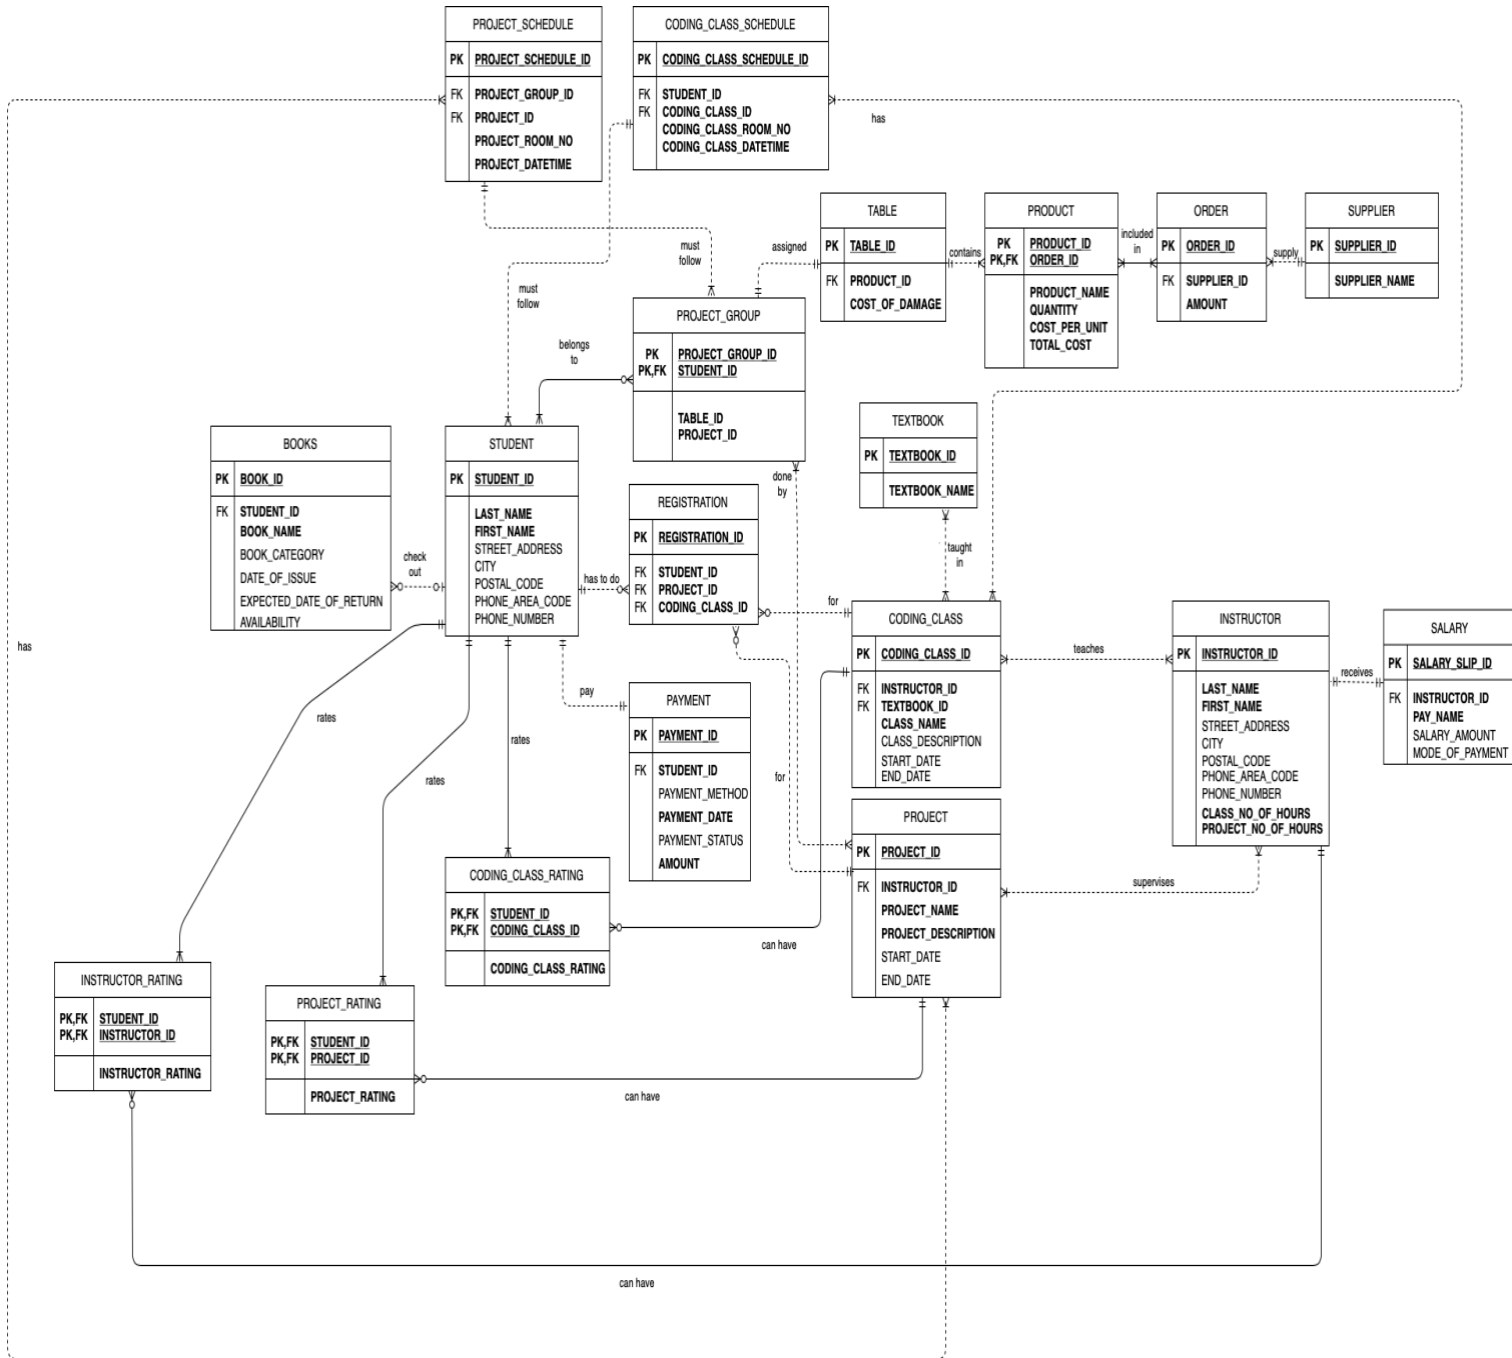 PROJECT_SCHEDULE
PK PROJECT_SCHEDULE_ID
FK PROJECT_GROUP_ID
FK PROJECT_ID
PROJECT_ROOM_NO
PROJECT_DATETIME
CODING_CLASS_SCHEDULE
PK CODING_CLASS_SCHEDULE_ID
FK STUDENT_ID
FK CODING_CLASS_ID
CODING_CLASS_ROOM_NO
CODING_CLASS_DATETIME
has
TABLE
PK TABLE_ID
FK PRODUCT_ID
COST_OF_DAMAGE
contains
PRODUCT
PK PRODUCT_ID
PK,FK ORDER_ID
PRODUCT_NAME
QUANTITY
COST_PER_UNIT
TOTAL_COST
included
in
ORDER
PK ORDER_ID
FK SUPPLIER_ID
AMOUNT
supply
SUPPLIER
PK SUPPLIER_ID
SUPPLIER_NAME
must
follow
assigned
must
follow
PROJECT_GROUP
PK PROJECT_GROUP_ID
PK,FK STUDENT_ID
TABLE_ID
PROJECT_ID
belongs
to
BOOKS
PK BOOK_ID
FK STUDENT_ID
BOOK_NAME
BOOK_CATEGORY
DATE_OF_ISSUE
EXPECTED_DATE_OF_RETURN
AVAILABILITY
check
out
STUDENT
PK STUDENT_ID
LAST_NAME
FIRST_NAME
STREET_ADDRESS
CITY
POSTAL_CODE
PHONE_AREA_CODE
PHONE_NUMBER
has to do
REGISTRATION
PK REGISTRATION_ID
FK STUDENT_ID
FK PROJECT_ID
FK CODING_CLASS_ID
done
by
for
TEXTBOOK
PK TEXTBOOK_ID
TEXTBOOK_NAME
taught
in
CODING_CLASS
PK CODING_CLASS_ID
FK INSTRUCTOR_ID
FK TEXTBOOK_ID
CLASS_NAME
CLASS_DESCRIPTION
START_DATE
END_DATE
teaches
INSTRUCTOR
PK INSTRUCTOR_ID
LAST_NAME
FIRST_NAME
STREET_ADDRESS
CITY
POSTAL_CODE
PHONE_AREA_CODE
PHONE_NUMBER
CLASS_NO_OF_HOURS
PROJECT_NO_OF_HOURS
receives
SALARY
PK SALARY_SLIP_ID
FK INSTRUCTOR_ID
PAY_NAME
SALARY_AMOUNT
MODE_OF_PAYMENT
has
rates
rates
rates
pay
PAYMENT
PK PAYMENT_ID
FK STUDENT_ID
PAYMENT_METHOD
PAYMENT_DATE
PAYMENT_STATUS
AMOUNT
for
PROJECT
PK PROJECT_ID
FK INSTRUCTOR_ID
PROJECT_NAME
PROJECT_DESCRIPTION
START_DATE
END_DATE
supervises
CODING_CLASS_RATING
PK,FK STUDENT_ID
PK,FK CODING_CLASS_ID
CODING_CLASS_RATING
can have
INSTRUCTOR_RATING
PK,FK STUDENT_ID
PK,FK INSTRUCTOR_ID
INSTRUCTOR_RATING
PROJECT_RATING
PK,FK STUDENT_ID
PK,FK PROJECT_ID
PROJECT_RATING
can have
can have